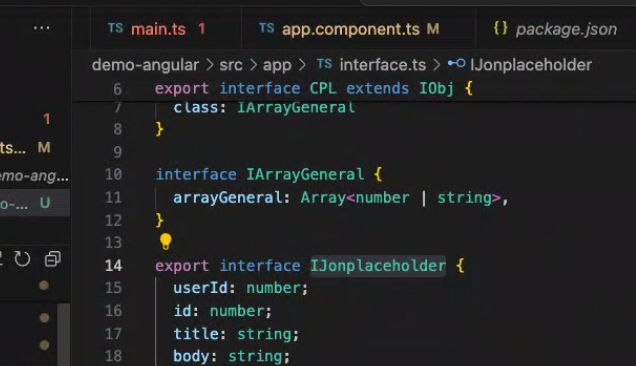 ... TS main.ts 1 TS app.component.ts M {} package.json
demo-angular > src > app > TS interface.ts > IJonplaceholder
6 export interface CPL extends IObj {
7 class: IArrayGeneral
1 8 }
ts... M 9
emo-ang... 10 interface IArrayGeneral {
o-... U 11 arrayGeneral: Array<number | string>,
12 }
13
14 export interface IJonplaceholder {
15 userId: number;
16 id: number;
17 title: string;
18 body: string;